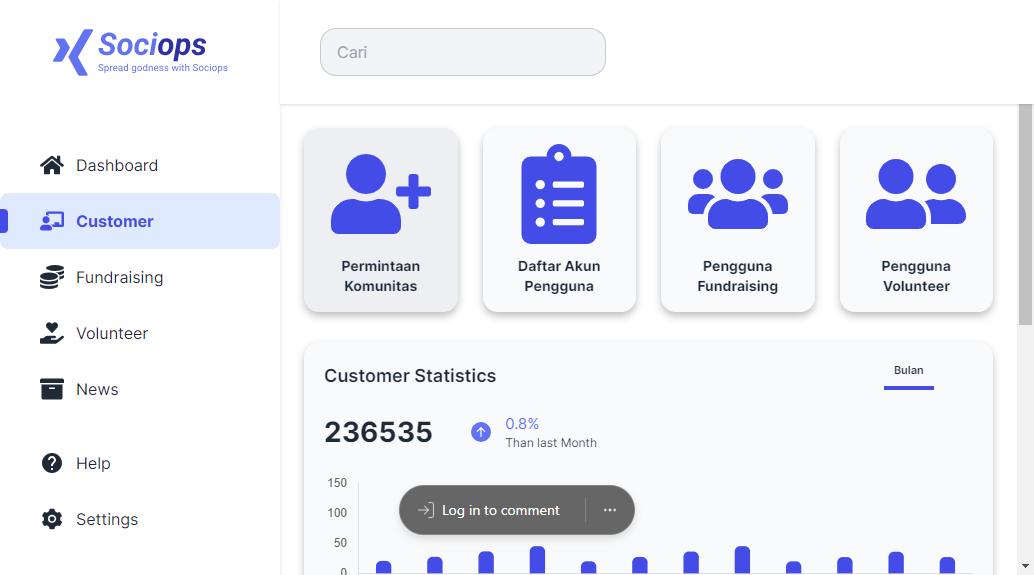 Sociops
Spread godness with Sociops
Cari
Dashboard
Customer
Fundraising
Volunteer
News
Help
Settings
Permintaan
Komunitas
Daftar Akun
Pengguna
Pengguna
Fundraising
Pengguna
Volunteer
Customer Statistics
Bulan
236535
0.8%
Than last Month
150
100
50
0
Log in to comment